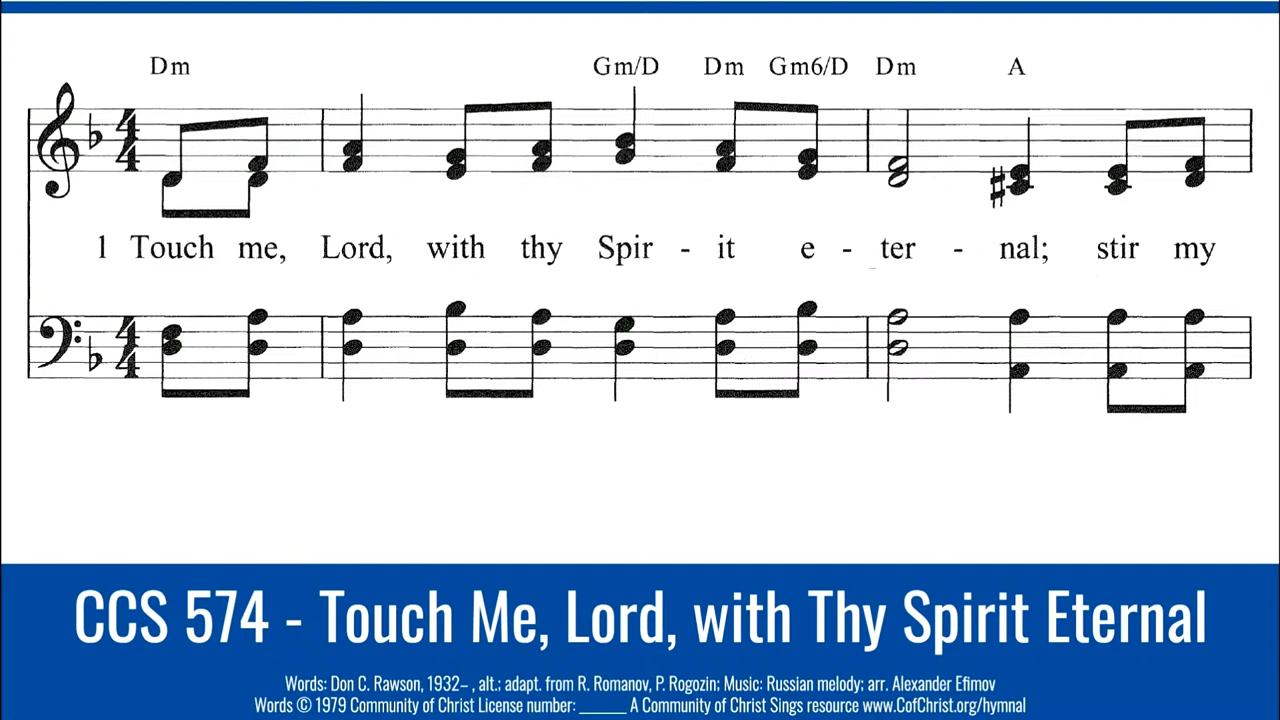 Dm Gm/D Dm Gm6/D Dm A
1 Touch me, Lord, with thy Spir - it e - ter - nal; stir my
CCS 574 - Touch Me, Lord, with Thy Spirit Eternal
Words: Don C. Rawson, 1932– , alt.; adapt. from R. Romanov, P. Rogozin; Music: Russian melody; arr. Alexander Efimov
Words © 1979 Community of Christ License number: ______ A Community of Christ Sings resource www.CofChrist.org/hymnal